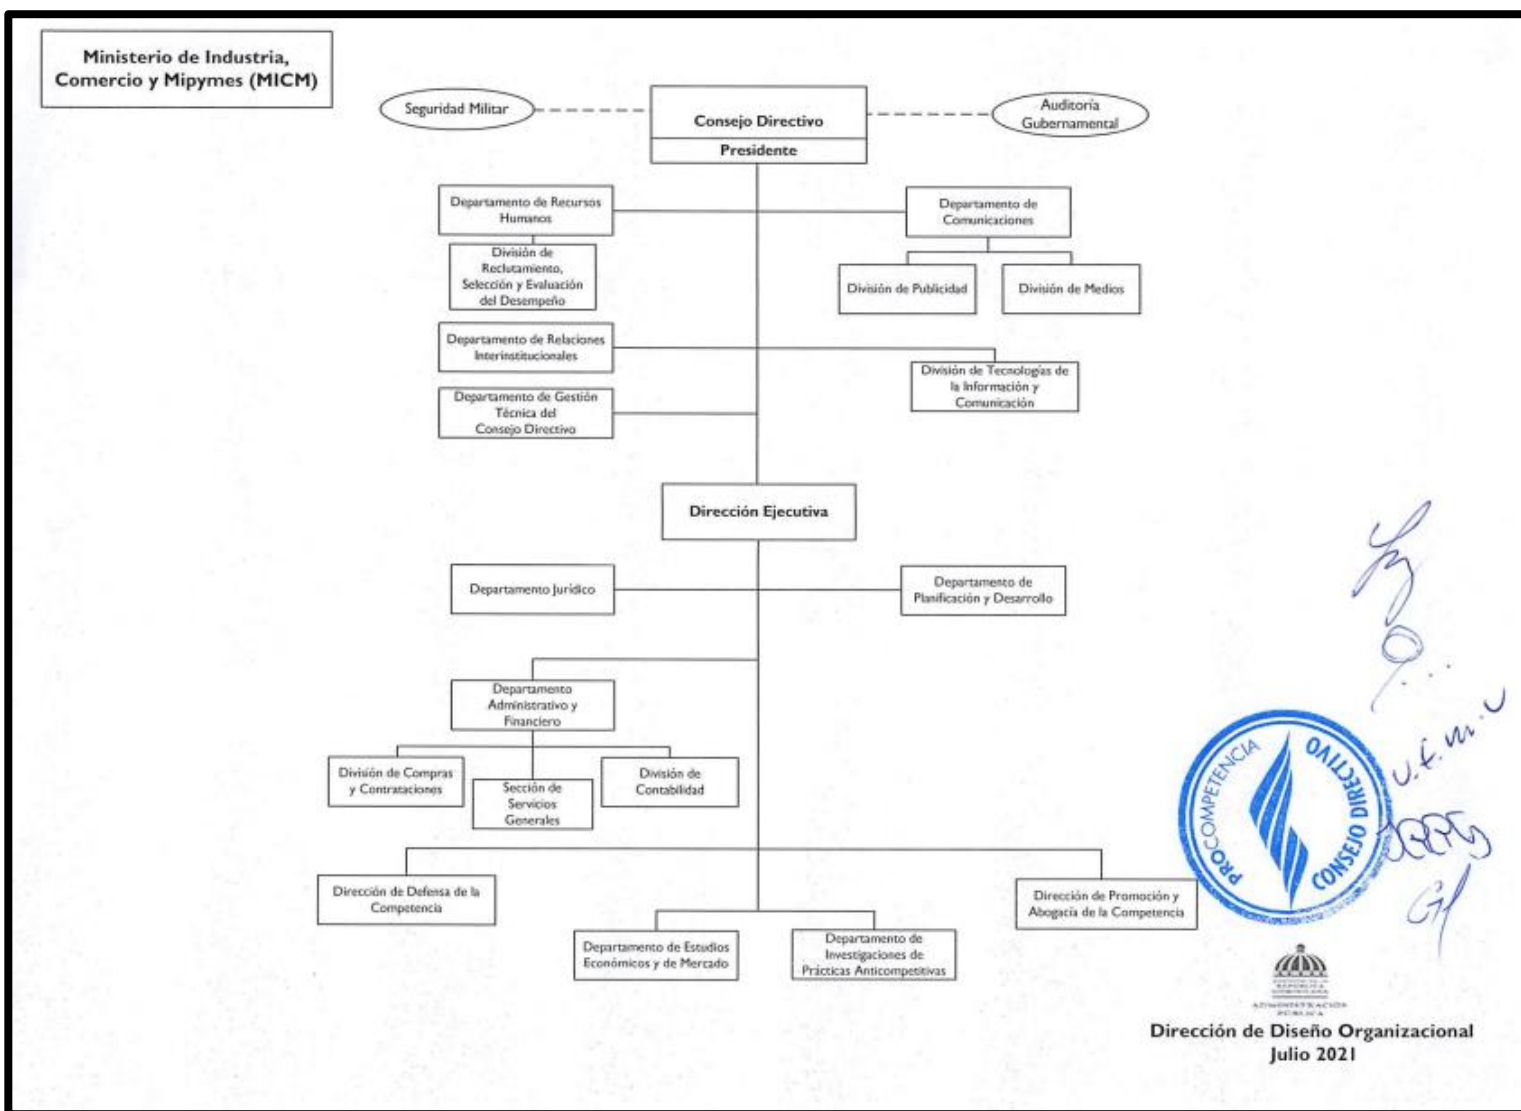 Ministerio de Industria,
Comercio y Mipymes (MICM)
Seguridad Militar
Consejo Directivo
Presidente
Auditoría
Gubernamental
Departamento de Recursos
Humanos
Departamento de
Comunicaciones
División de
Reclutamiento,
Selección y Evaluación
del Desempeño
División de Publicidad
División de Medios
Departamento de Relaciones
Interinstitucionales
División de Tecnologías de
la Información y
Comunicación
Departamento de Gestión
Técnica del
Consejo Directivo
Dirección Ejecutiva
Departamento Jurídico
Departamento de
Planificación y Desarrollo
Departamento
Administrativo y
Financiero
División de Compras
y Contrataciones
Sección de
Servicios
Generales
División de
Contabilidad
Dirección de Defensa de la
Competencia
Departamento de Estudios
Económicos y de Mercado
Departamento de
Investigaciones de
Prácticas Anticompetitivas
Dirección de Promoción y
Abogacía de la Competencia
PROCOMPETENCIA
CONSEJO DIRECTIVO
REPÚBLICA
DOMINICANA
ADMINISTRACIÓN
PÚBLICA
Dirección de Diseño Organizacional
Julio 2021